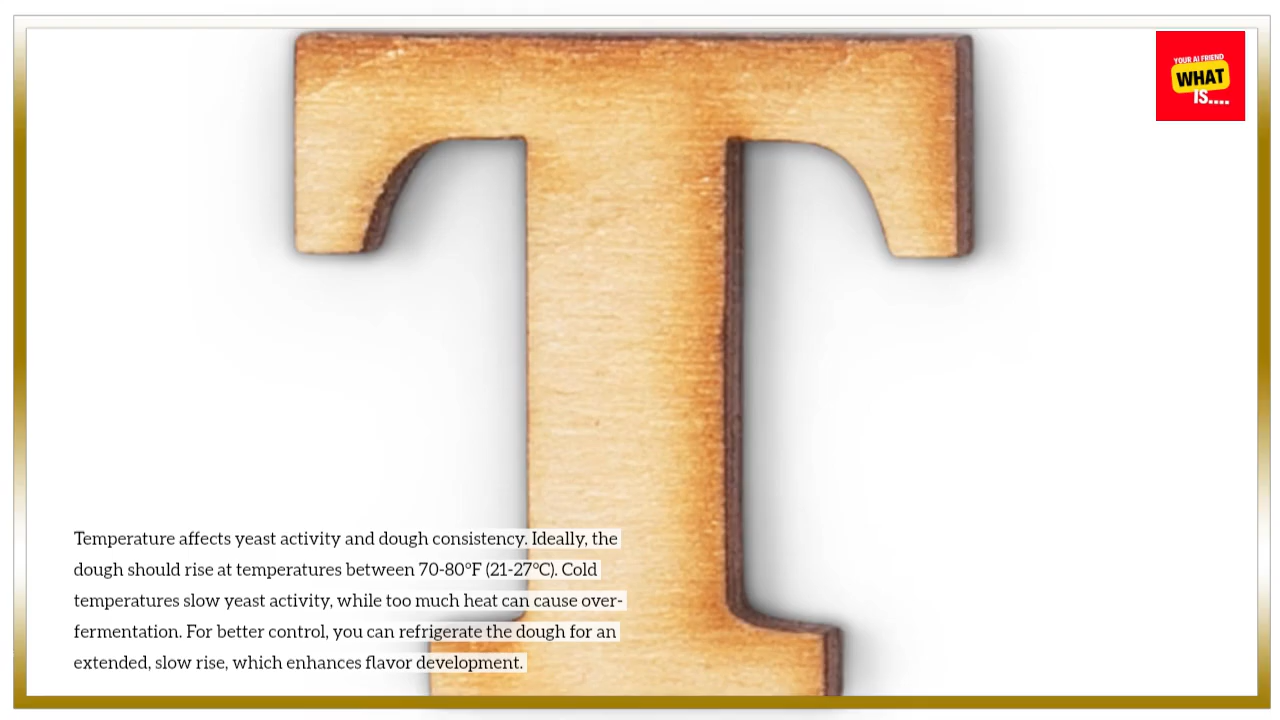 T
YOUR AI FRIEND
WHAT
IS....
Temperature affects yeast activity and dough consistency. Ideally, the
dough should rise at temperatures between 70-80°F (21-27°C). Cold
temperatures slow yeast activity, while too much heat can cause over-
fermentation. For better control, you can refrigerate the dough for an
extended, slow rise, which enhances flavor development.